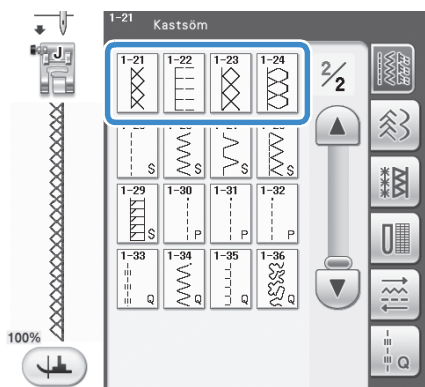 1-21 Kastsöm
J
1-21 1-22 1-23 1-24
2/2
S S S S
1-29 1-30 1-31 1-32
S P P P
1-33 1-34 1-35 1-36
Q Q Q Q
Q
100%